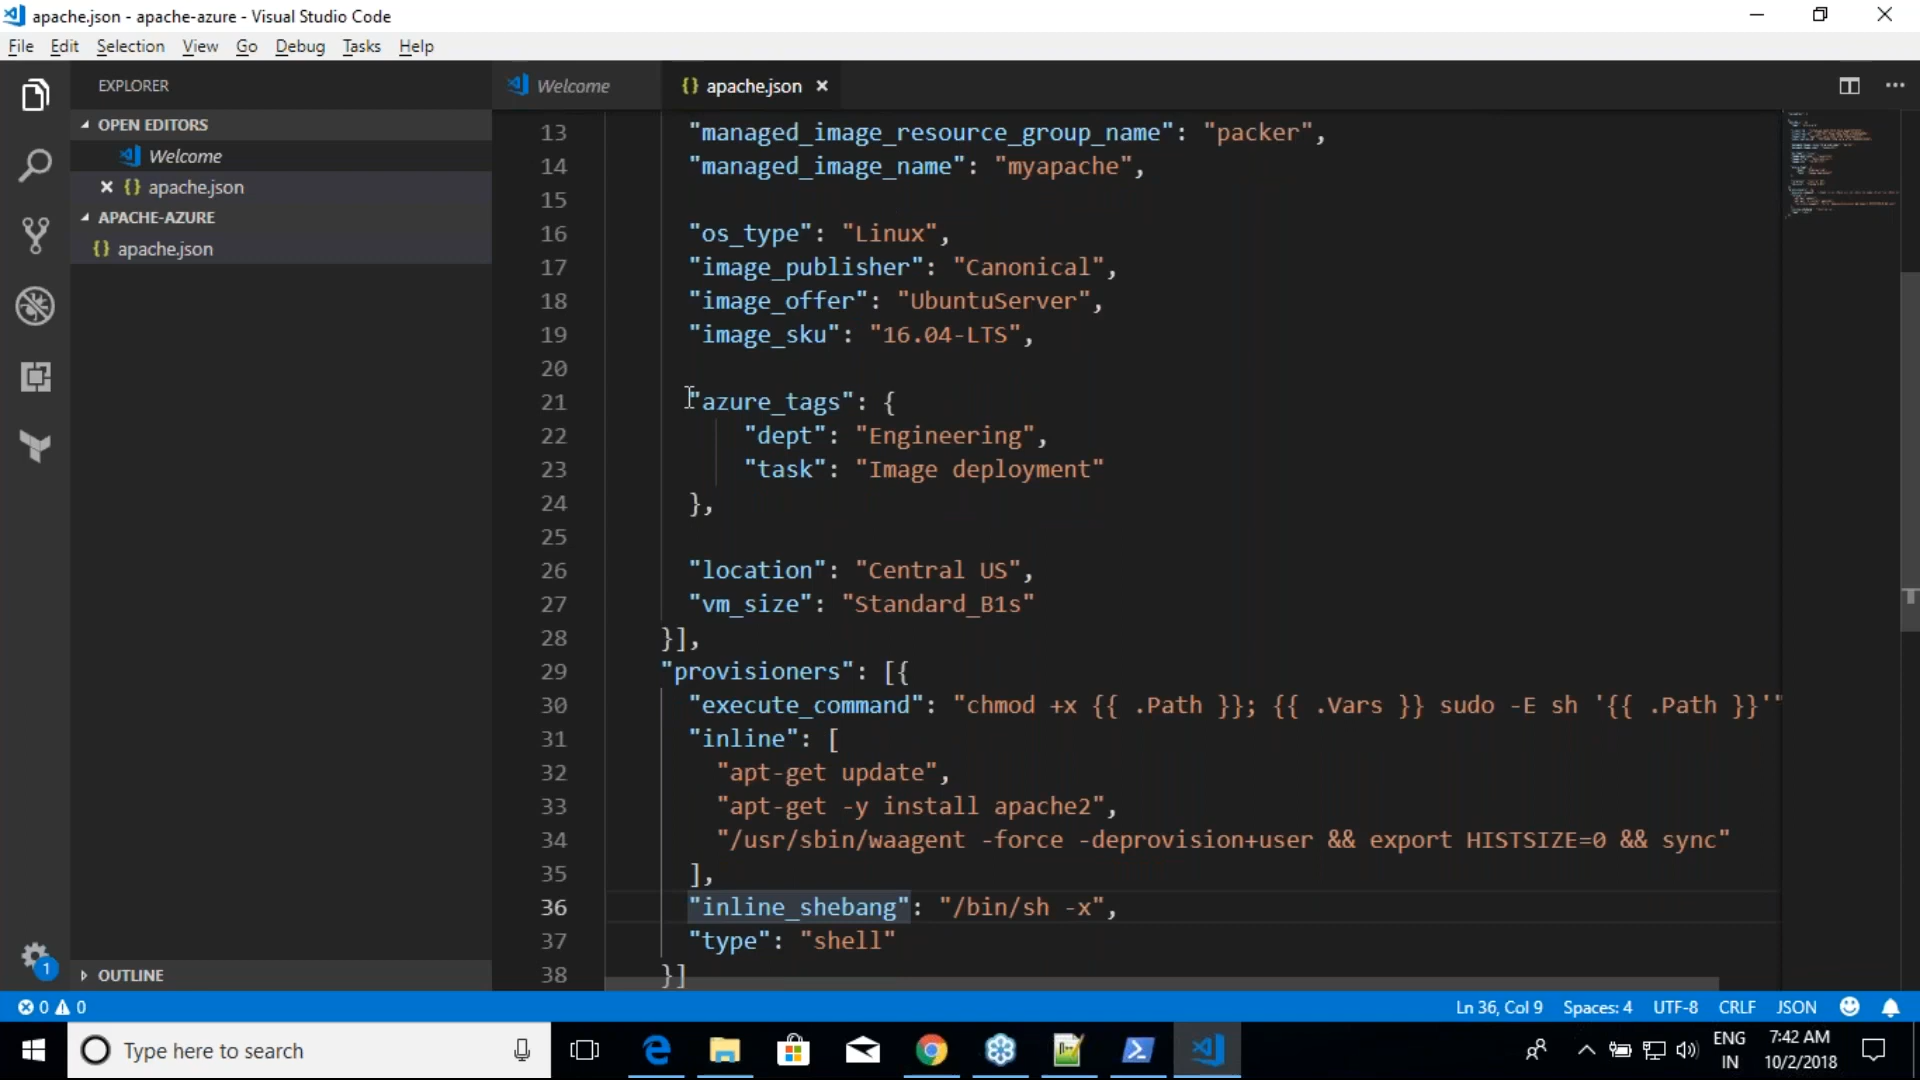 apache.json - apache-azure - Visual Studio Code
File Edit Selection View Go Debug Tasks Help
EXPLORER
OPEN EDITORS
Welcome
{} apache.json
APACHE-AZURE
{} apache.json
OUTLINE
1
Welcome {} apache.json
13 "managed_image_resource_group_name": "packer",
14 "managed_image_name": "myapache",
15
16 "os_type": "Linux",
17 "image_publisher": "Canonical",
18 "image_offer": "UbuntuServer",
19 "image_sku": "16.04-LTS",
20
21 "azure_tags": {
22 "dept": "Engineering",
23 "task": "Image deployment"
24 },
25
26 "location": "Central US",
27 "vm_size": "Standard_B1s"
28 }],
29 "provisioners": [{
30 "execute_command": "chmod +x {{ .Path }}; {{ .Vars }} sudo -E sh '{{ .Path }}'"
31 "inline": [
32 "apt-get update",
33 "apt-get -y install apache2",
34 "/usr/sbin/waagent -force -deprovision+user && export HISTSIZE=0 && sync"
35 ],
36 "inline_shebang": "/bin/sh -x",
37 "type": "shell"
38 }]
0 0 Ln 36, Col 9 Spaces: 4 UTF-8 CRLF JSON
Type here to search
ENG
IN
7:42 AM
10/2/2018